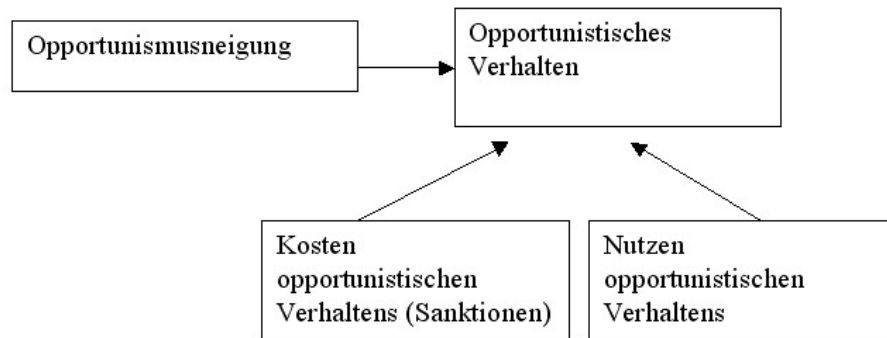 Opportunismusneigung
Opportunistisches
Verhalten
Kosten
opportunistischen
Verhaltens (Sanktionen)
Nutzen
opportunistischen
Verhaltens